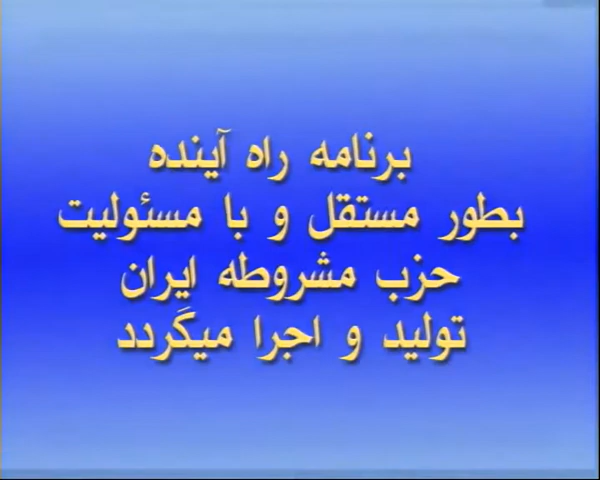 برنامه راه آینده
بطور مستقل و با مسئولیت
حزب مشروطه ایران
تولید و اجرا میگردد